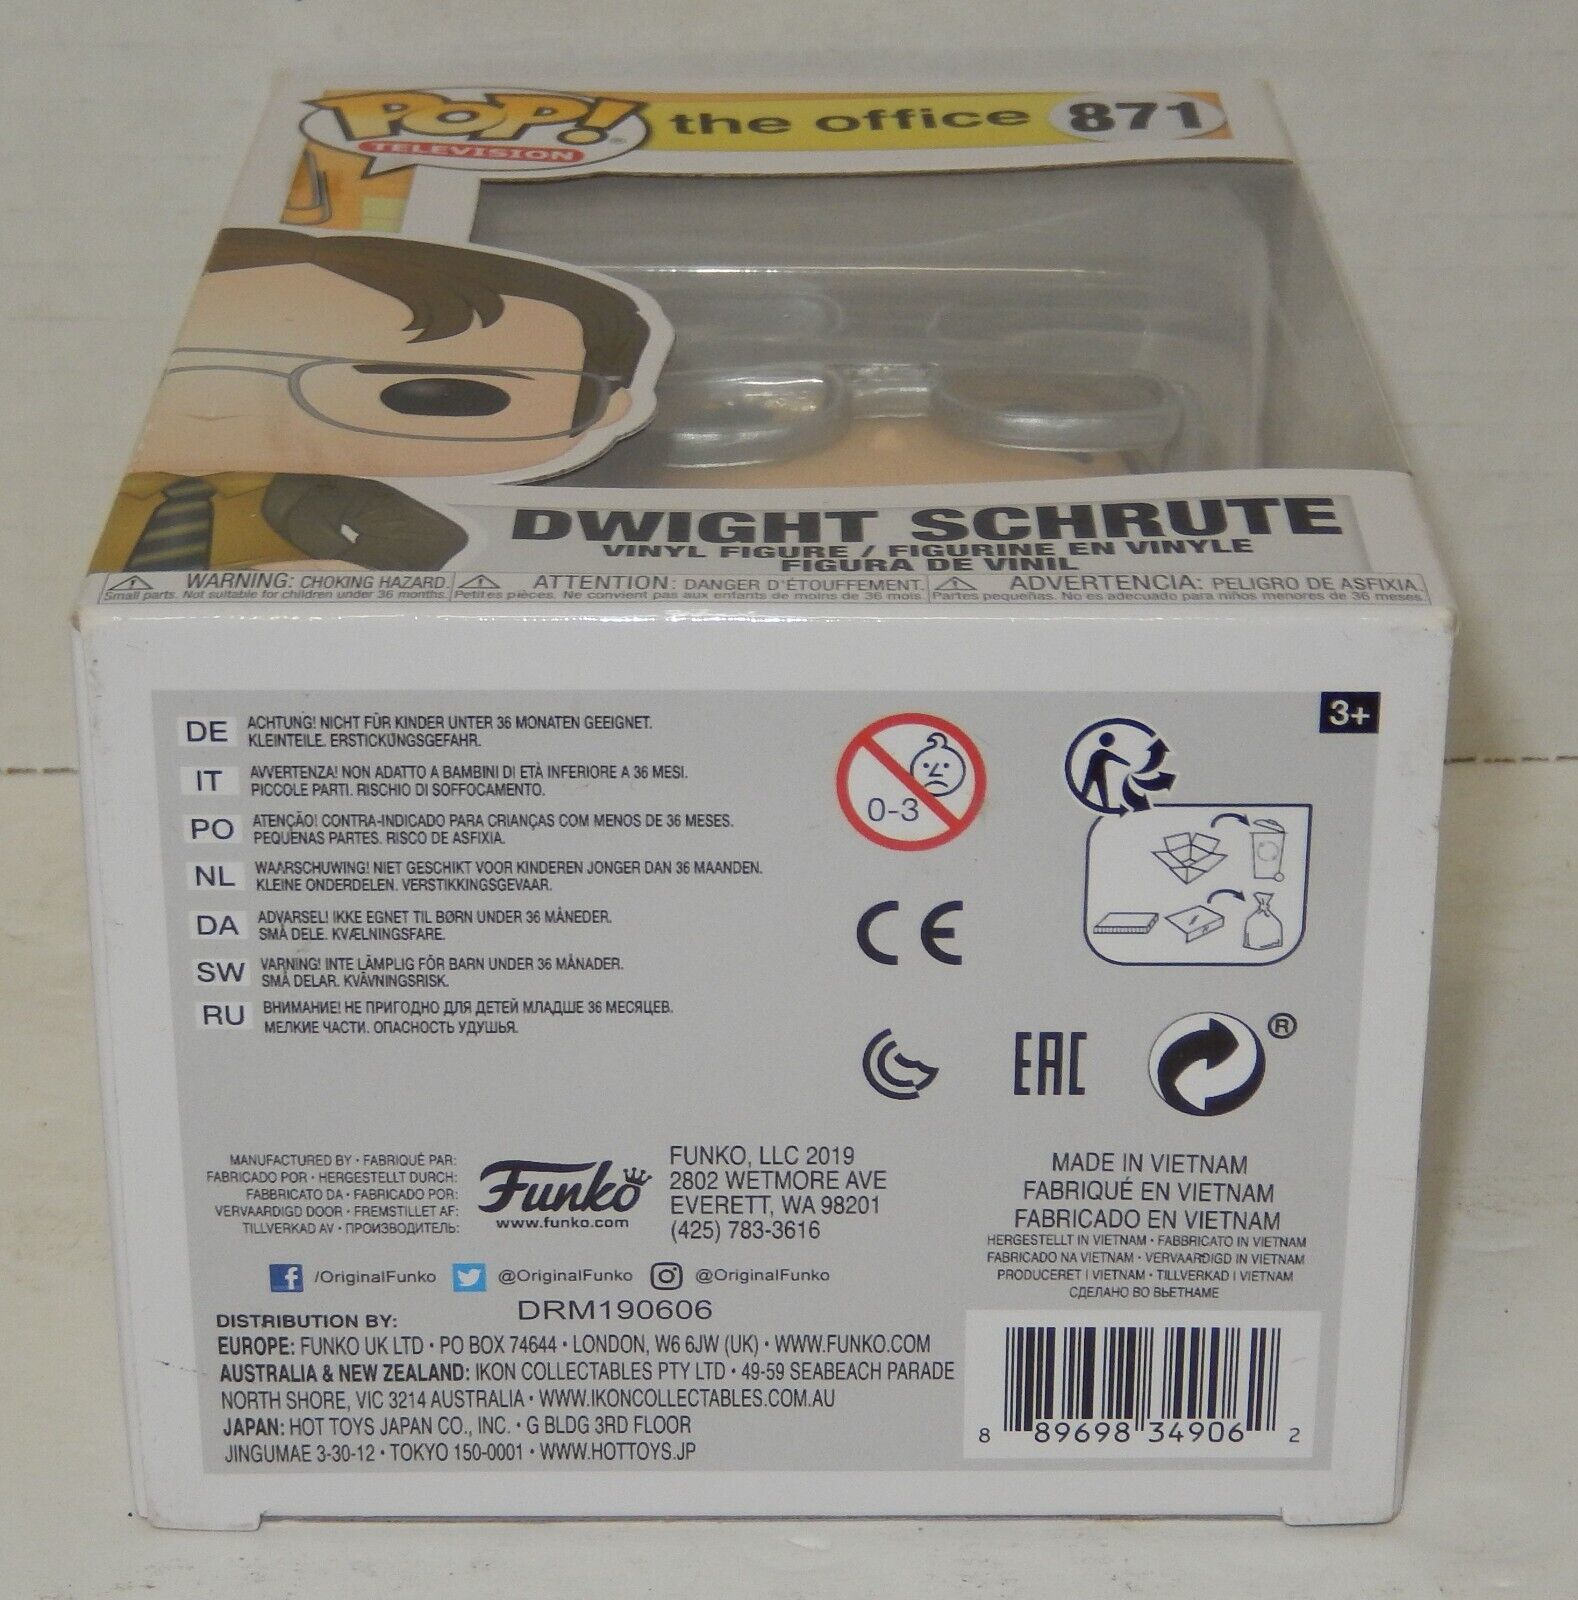 POP! ®
TELEVISION
the office
871
DWIGHT SCHRUTE
VINYL FIGURE / FIGURINE EN VINYLE
FIGURA DE VINIL
WARNING: CHOKING HAZARD.
Small parts. Not suitable for children under 36 months.
ATTENTION: DANGER D'ÉTOUFFEMENT.
Petites pièces. Ne convient pas aux enfants de moins de 36 mois.
ADVERTENCIA: PELIGRO DE ASFIXIA.
Partes pequeñas. No es adecuado para niños menores de 36 meses.
3+
DE ACHTUNG! NICHT FÜR KINDER UNTER 36 MONATEN GEEIGNET.
KLEINTEILE. ERSTICKUNGSGEFAHR.
IT AVVERTENZA! NON ADATTO A BAMBINI DI ETÀ INFERIORE A 36 MESI.
PICCOLE PARTI. RISCHIO DI SOFFOCAMENTO.
PO ATENÇÃO! CONTRA-INDICADO PARA CRIANÇAS COM MENOS DE 36 MESES.
PEQUENAS PARTES. RISCO DE ASFIXIA.
NL WAARSCHUWING! NIET GESCHIKT VOOR KINDEREN JONGER DAN 36 MAANDEN.
KLEINE ONDERDELEN. VERSTIKKINGSGEVAAR.
DA ADVARSEL! IKKE EGNET TIL BØRN UNDER 36 MÅNEDER.
SMÅ DELE. KVÆLNINGSFARE.
SW VARNING! INTE LÄMPLIG FÖR BARN UNDER 36 MÅNADER.
SMÅ DELAR. KVÄVNINGSRISK.
RU ВНИМАНИЕ! НЕ ПРИГОДНО ДЛЯ ДЕТЕЙ МЛАДШЕ 36 МЕСЯЦЕВ.
МЕЛКИЕ ЧАСТИ. ОПАСНОСТЬ УДУШЬЯ.
0-3
CE
EAC
®
MANUFACTURED BY • FABRIQUÉ PAR:
FABRICADO POR • HERGESTELLT DURCH:
FABBRICATO DA • FABRICADO POR:
VERVAARDIGD DOOR • FREMSTILLET AF:
TILLVERKAD AV • ПРОИЗВОДИТЕЛЬ:
Funko
www.funko.com
FUNKO, LLC 2019
2802 WETMORE AVE
EVERETT, WA 98201
(425) 783-3616
MADE IN VIETNAM
FABRIQUÉ EN VIETNAM
FABRICADO EN VIETNAM
HERGESTELLT IN VIETNAM • FABBRICATO IN VIETNAM
FABRICADO NA VIETNAM • VERVAARDIGD IN VIETNAM
PRODUCERET I VIETNAM • TILLVERKAD I VIETNAM
СДЕЛАНО ВО ВЬЕТНАМЕ
f /OriginalFunko @OriginalFunko @OriginalFunko
DRM190606
DISTRIBUTION BY:
EUROPE: FUNKO UK LTD • PO BOX 74644 • LONDON, W6 6JW (UK) • WWW.FUNKO.COM
AUSTRALIA & NEW ZEALAND: IKON COLLECTABLES PTY LTD • 49-59 SEABEACH PARADE
NORTH SHORE, VIC 3214 AUSTRALIA • WWW.IKONCOLLECTABLES.COM.AU
JAPAN: HOT TOYS JAPAN CO., INC. • G BLDG 3RD FLOOR
JINGUMAE 3-30-12 • TOKYO 150-0001 • WWW.HOTTOYS.JP
8 89698 34906 2